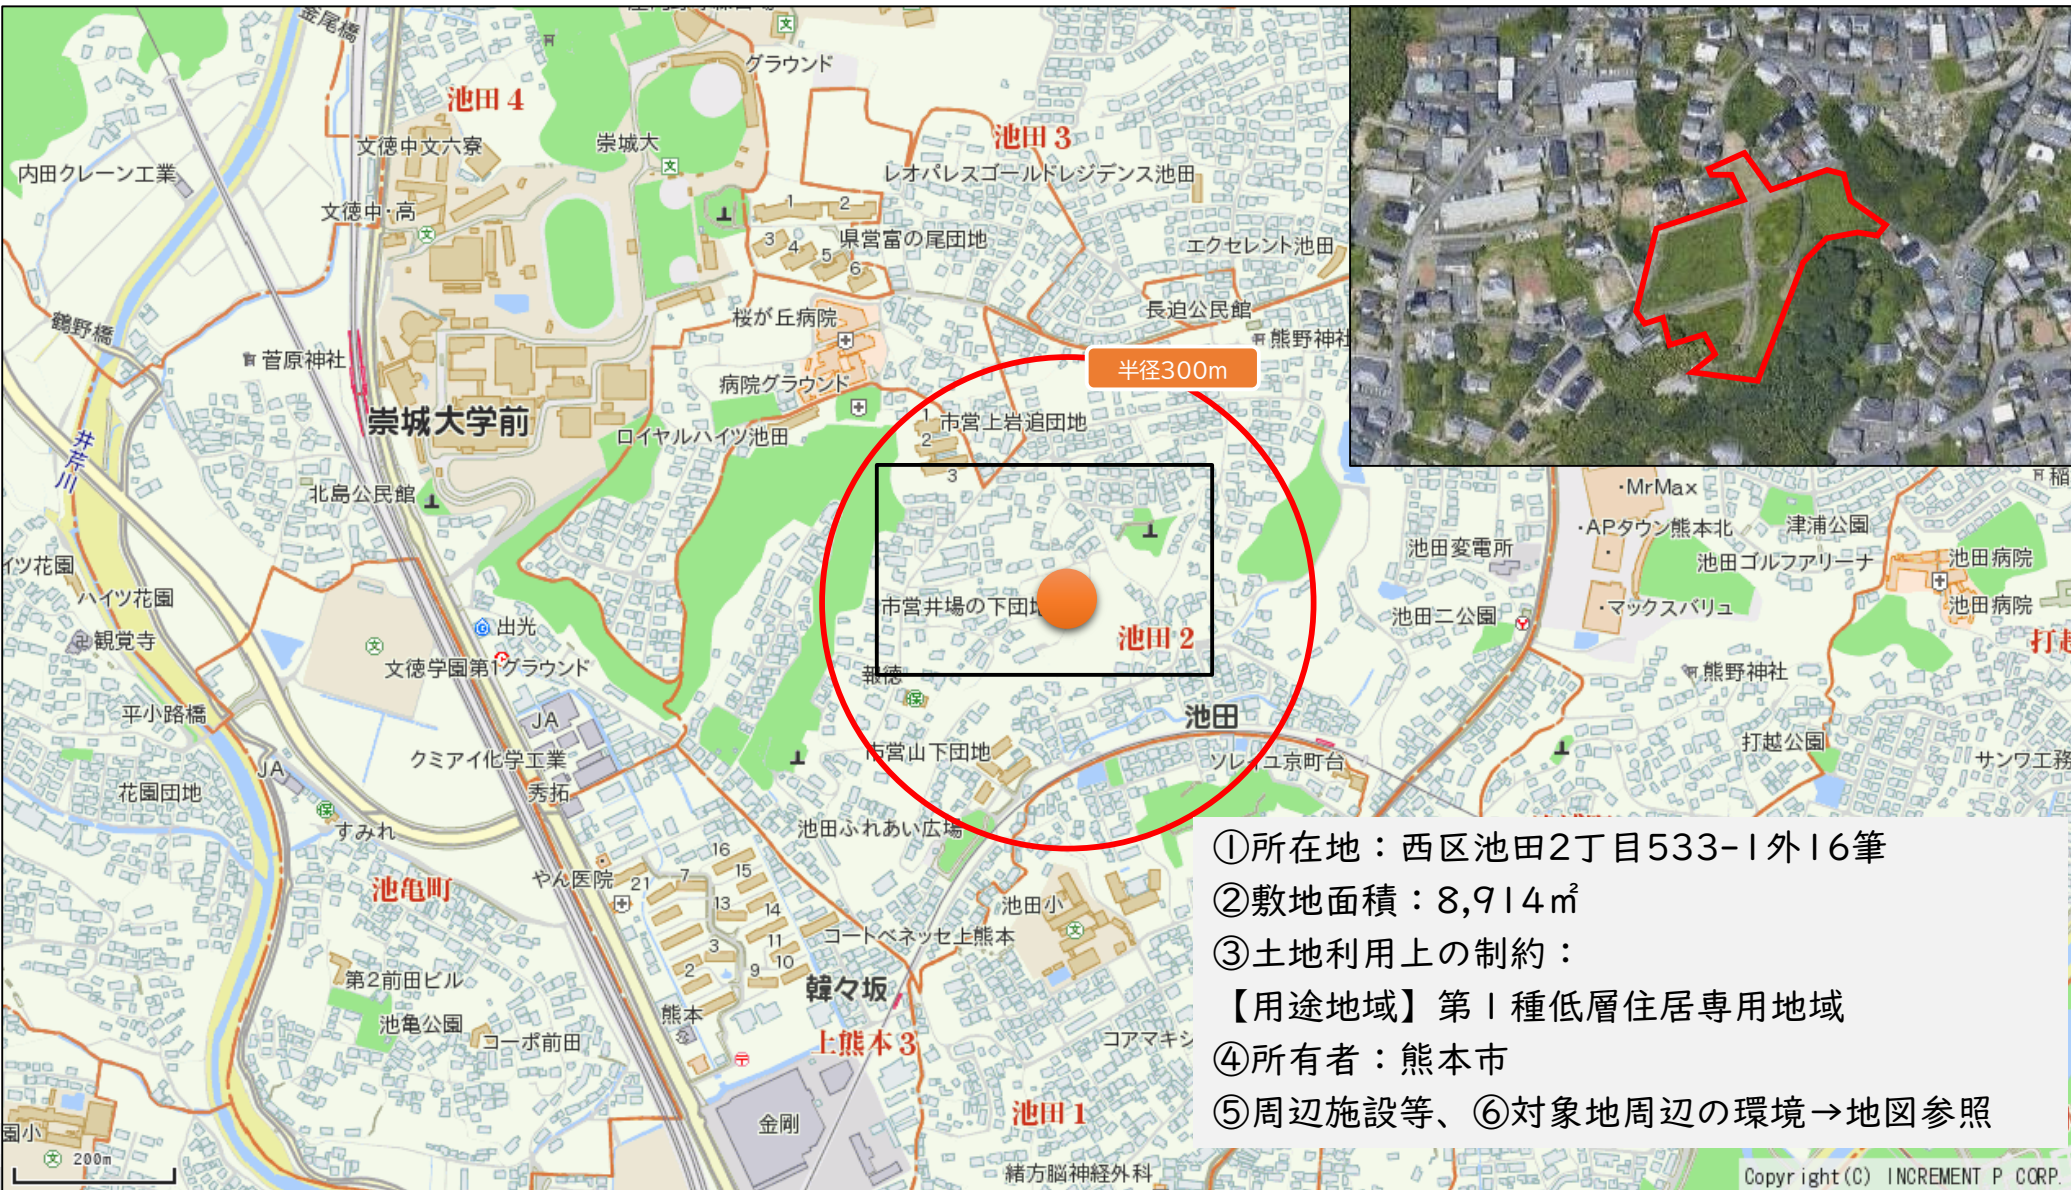 金尾橋
グラウンド
池田4
池田3
文徳中文六寮
崇城大
内田クレーン工業
レオパレスゴールドレジデンス池田
文徳中・高
1
2
3
4
5
6
県営富の尾団地
エクセレント池田
桜が丘病院
長迫公民館
鶴野橋
熊野神社
菅原神社
半径300m
病院グラウンド
崇城大学前
市営上岩追団地
ロイヤルハイツ池田
1
2
3
井芹川
北島公民館
・MrMax
・APタウン熊本北
津浦公園
池田変電所
池田ゴルフアリーナ
池田病院
イツ花園
ハイツ花園
市営井場の下団地
池田二公園
・マックスバリュ
池田病院
出光
観覚寺
池田2
文徳学園第1グラウンド
報徳
熊野神社
平小路橋
JA
池田
打越公園
クミアイ化学工業
市営山下団地
ソレイユ京町台
サンワ工務
JA
花園団地
秀拓
すみれ
池田ふれあい広場
16
15
やん医院
21
7
池亀町
13
14
池田小
3
11
コートベネッセ上熊本
2
9
10
第2前田ビル
韓々坂
池亀公園
熊本
コーポ前田
上熊本3
コアマキシ
池田1
金剛
園小
200m
緒方脳神経外科
①所在地：西区池田2丁目533-1外16筆
②敷地面積：8,914㎡
③土地利用上の制約：
【用途地域】第1種低層住居専用地域
④所有者：熊本市
⑤周辺施設等、⑥対象地周辺の環境→地図参照
Copyright(C) INCREMENT P CORP.